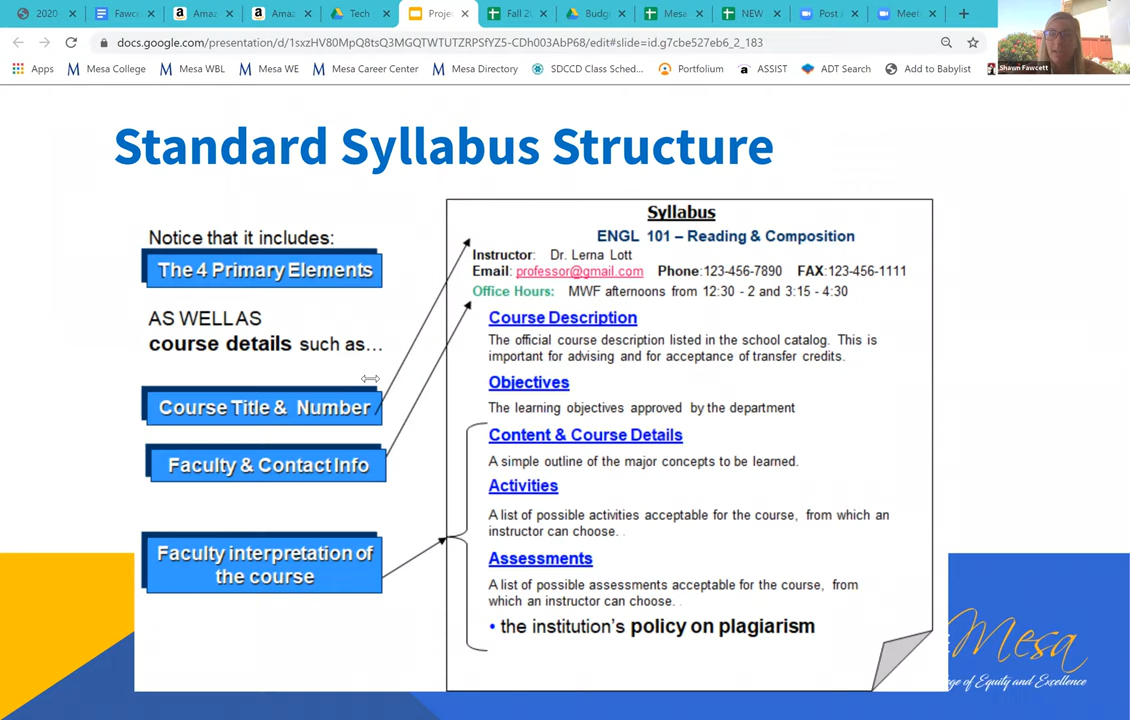 2020
Fawc
Amaz
Amaz
Tech
Projec
Fall 2
Budg
Mesa
NEW
Post A
Meet
docs.google.com/presentation/d/1sxzHV80MpQ8tsQ3MGQTWTUTZRPSfYZ5-CDh003AbP68/edit#slide=id.g7cbe527eb6_2_183
Apps
Mesa College
Mesa WBL
Mesa WE
Mesa Career Center
Mesa Directory
SDCCD Class Sched...
Portfolium
ASSIST
ADT Search
Add to Babylist
Shawn Fawcett
Standard Syllabus Structure
Notice that it includes:
The 4 Primary Elements
AS WELL AS
course details such as…
Course Title & Number
Faculty & Contact Info
Faculty interpretation of
the course
Syllabus
ENGL 101 – Reading & Composition
Instructor: Dr. Lerna Lott
Email: professor@gmail.com Phone:123-456-7890 FAX:123-456-1111
Office Hours: MWF afternoons from 12:30 - 2 and 3:15 - 4:30
Course Description
The official course description listed in the school catalog. This is
important for advising and for acceptance of transfer credits.
Objectives
The learning objectives approved by the department
Content & Course Details
A simple outline of the major concepts to be learned.
Activities
A list of possible activities acceptable for the course, from which an
instructor can choose. .
Assessments
A list of possible assessments acceptable for the course, from
which an instructor can choose. .
• the institution's policy on plagiarism
Mesa
ge of Equity and Excellence